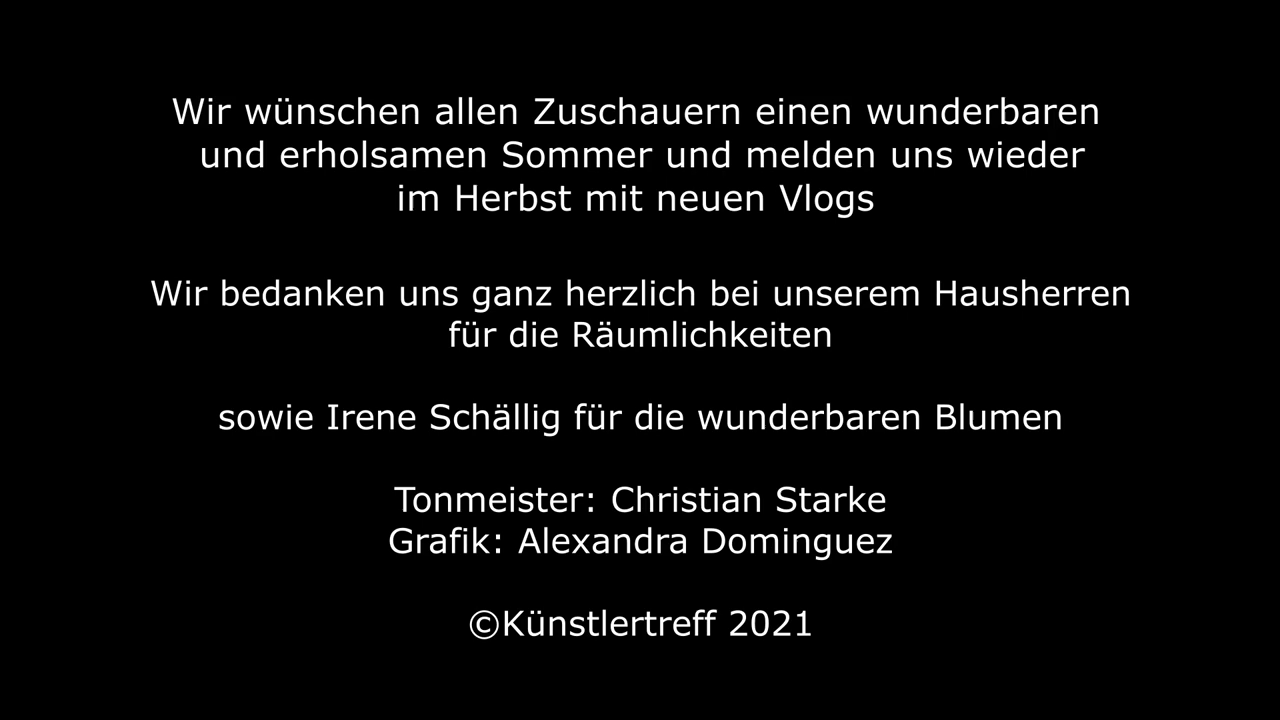 Wir wünschen allen Zuschauern einen wunderbaren
und erholsamen Sommer und melden uns wieder
im Herbst mit neuen Vlogs
Wir bedanken uns ganz herzlich bei unserem Hausherren
für die Räumlichkeiten
sowie Irene Schällig für die wunderbaren Blumen
Tonmeister: Christian Starke
Grafik: Alexandra Dominguez
©Künstlertreff 2021